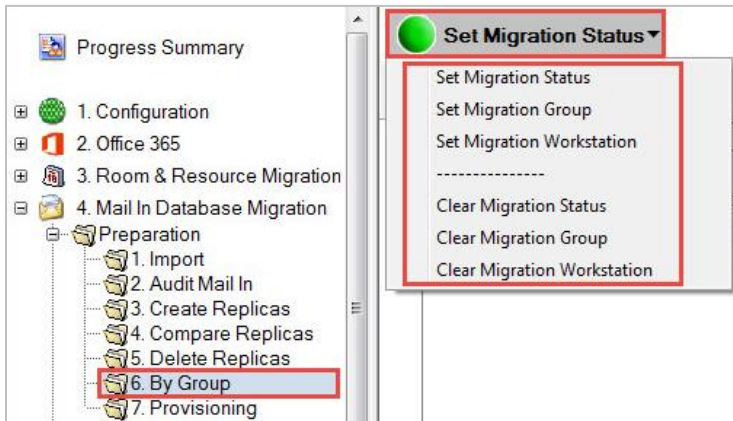 Progress Summary
1. Configuration
2. Office 365
3. Room & Resource Migration
4. Mail In Database Migration
Preparation
1. Import
2. Audit Mail In
3. Create Replicas
4. Compare Replicas
5. Delete Replicas
6. By Group
7. Provisioning
Set Migration Status
Set Migration Status
Set Migration Group
Set Migration Workstation
---------------
Clear Migration Status
Clear Migration Group
Clear Migration Workstation